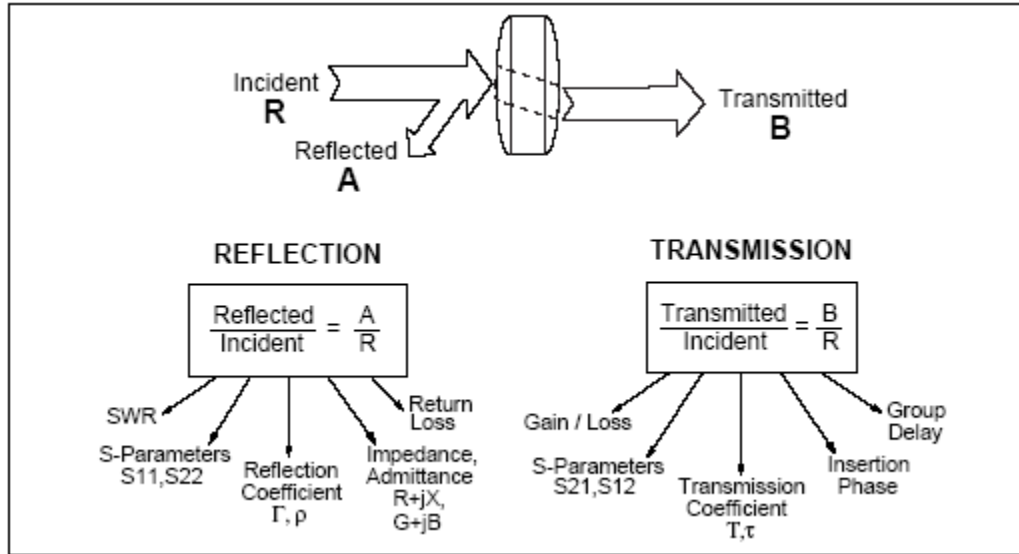 Incident
R
Reflected
A
Transmitted
B
REFLECTION
Reflected
Incident
=
A
R
SWR
S-Parameters
S11,S22
Reflection
Coefficient
Γ, ρ
Impedance,
Admittance
R+jX,
G+jB
Return
Loss
TRANSMISSION
Transmitted
Incident
=
B
R
Gain / Loss
S-Parameters
S21,S12
Transmission
Coefficient
T,τ
Insertion
Phase
Group
Delay